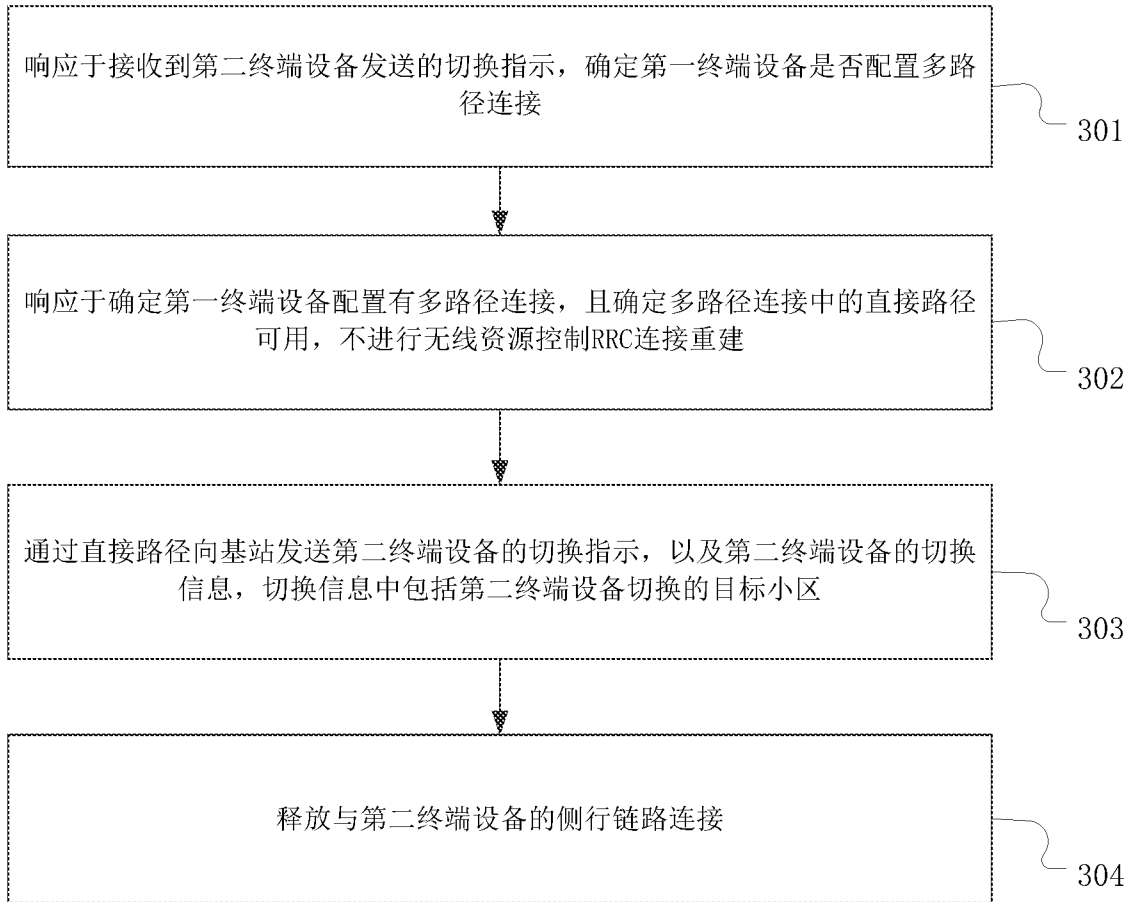 响应于接收到第二终端设备发送的切换指示，确定第一终端设备是否配置多路
径连接
301
响应于确定第一终端设备配置有多路径连接，且确定多路径连接中的直接路径
可用，不进行无线资源控制RRC连接重建
302
通过直接路径向基站发送第二终端设备的切换指示，以及第二终端设备的切换
信息，切换信息中包括第二终端设备切换的目标小区
303
释放与第二终端设备的侧行链路连接
304